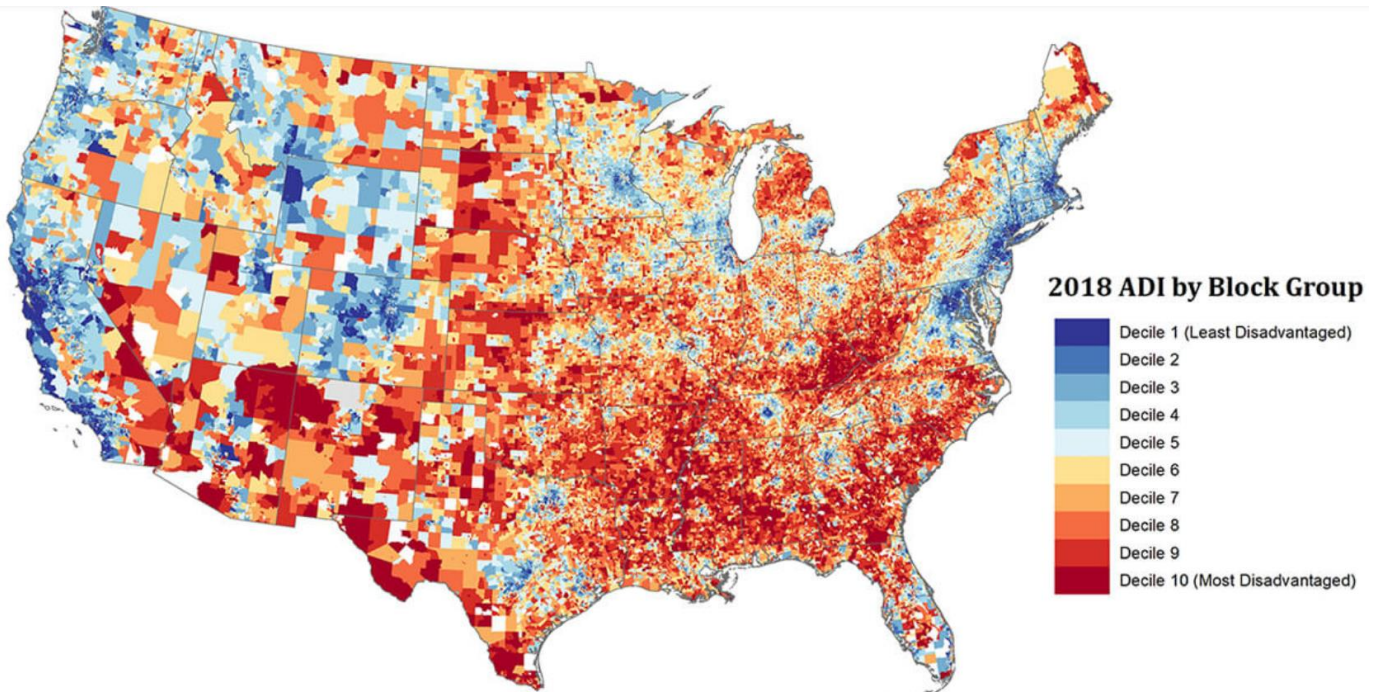 2018 ADI by Block Group
Decile 1 (Least Disadvantaged)
Decile 2
Decile 3
Decile 4
Decile 5
Decile 6
Decile 7
Decile 8
Decile 9
Decile 10 (Most Disadvantaged)